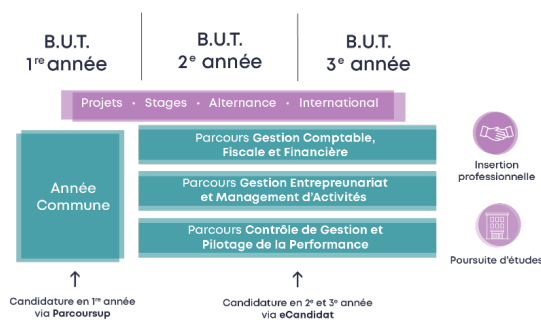 B.U.T.
1re année
B.U.T.
2e année
B.U.T.
3e année
Projets • Stages • Alternance • International
Année
Commune
Parcours Gestion Comptable,
Fiscale et Financière
Parcours Gestion Entrepreunariat
et Management d'Activités
Parcours Contrôle de Gestion et
Pilotage de la Performance
Insertion
professionnelle
Poursuite d'études
Candidature en 1re année
via Parcoursup
Candidature en 2e et 3e année
via eCandidat